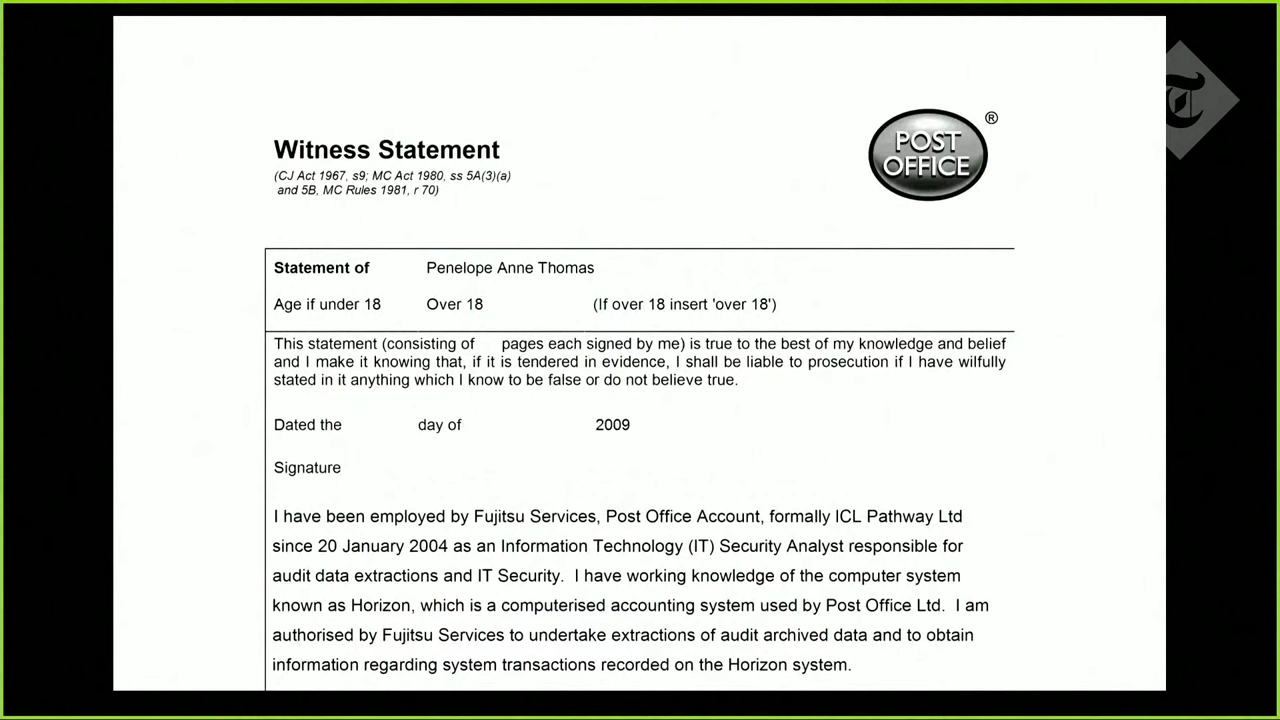 Witness Statement
(CJ Act 1967, s9; MC Act 1980, ss 5A(3)(a)
and 5B, MC Rules 1981, r 70)
POST
OFFICE
®
T
Statement of Penelope Anne Thomas
Age if under 18 Over 18 (If over 18 insert 'over 18')
This statement (consisting of pages each signed by me) is true to the best of my knowledge and belief
and I make it knowing that, if it is tendered in evidence, I shall be liable to prosecution if I have wilfully
stated in it anything which I know to be false or do not believe true.
Dated the day of 2009
Signature
I have been employed by Fujitsu Services, Post Office Account, formally ICL Pathway Ltd
since 20 January 2004 as an Information Technology (IT) Security Analyst responsible for
audit data extractions and IT Security. I have working knowledge of the computer system
known as Horizon, which is a computerised accounting system used by Post Office Ltd. I am
authorised by Fujitsu Services to undertake extractions of audit archived data and to obtain
information regarding system transactions recorded on the Horizon system.